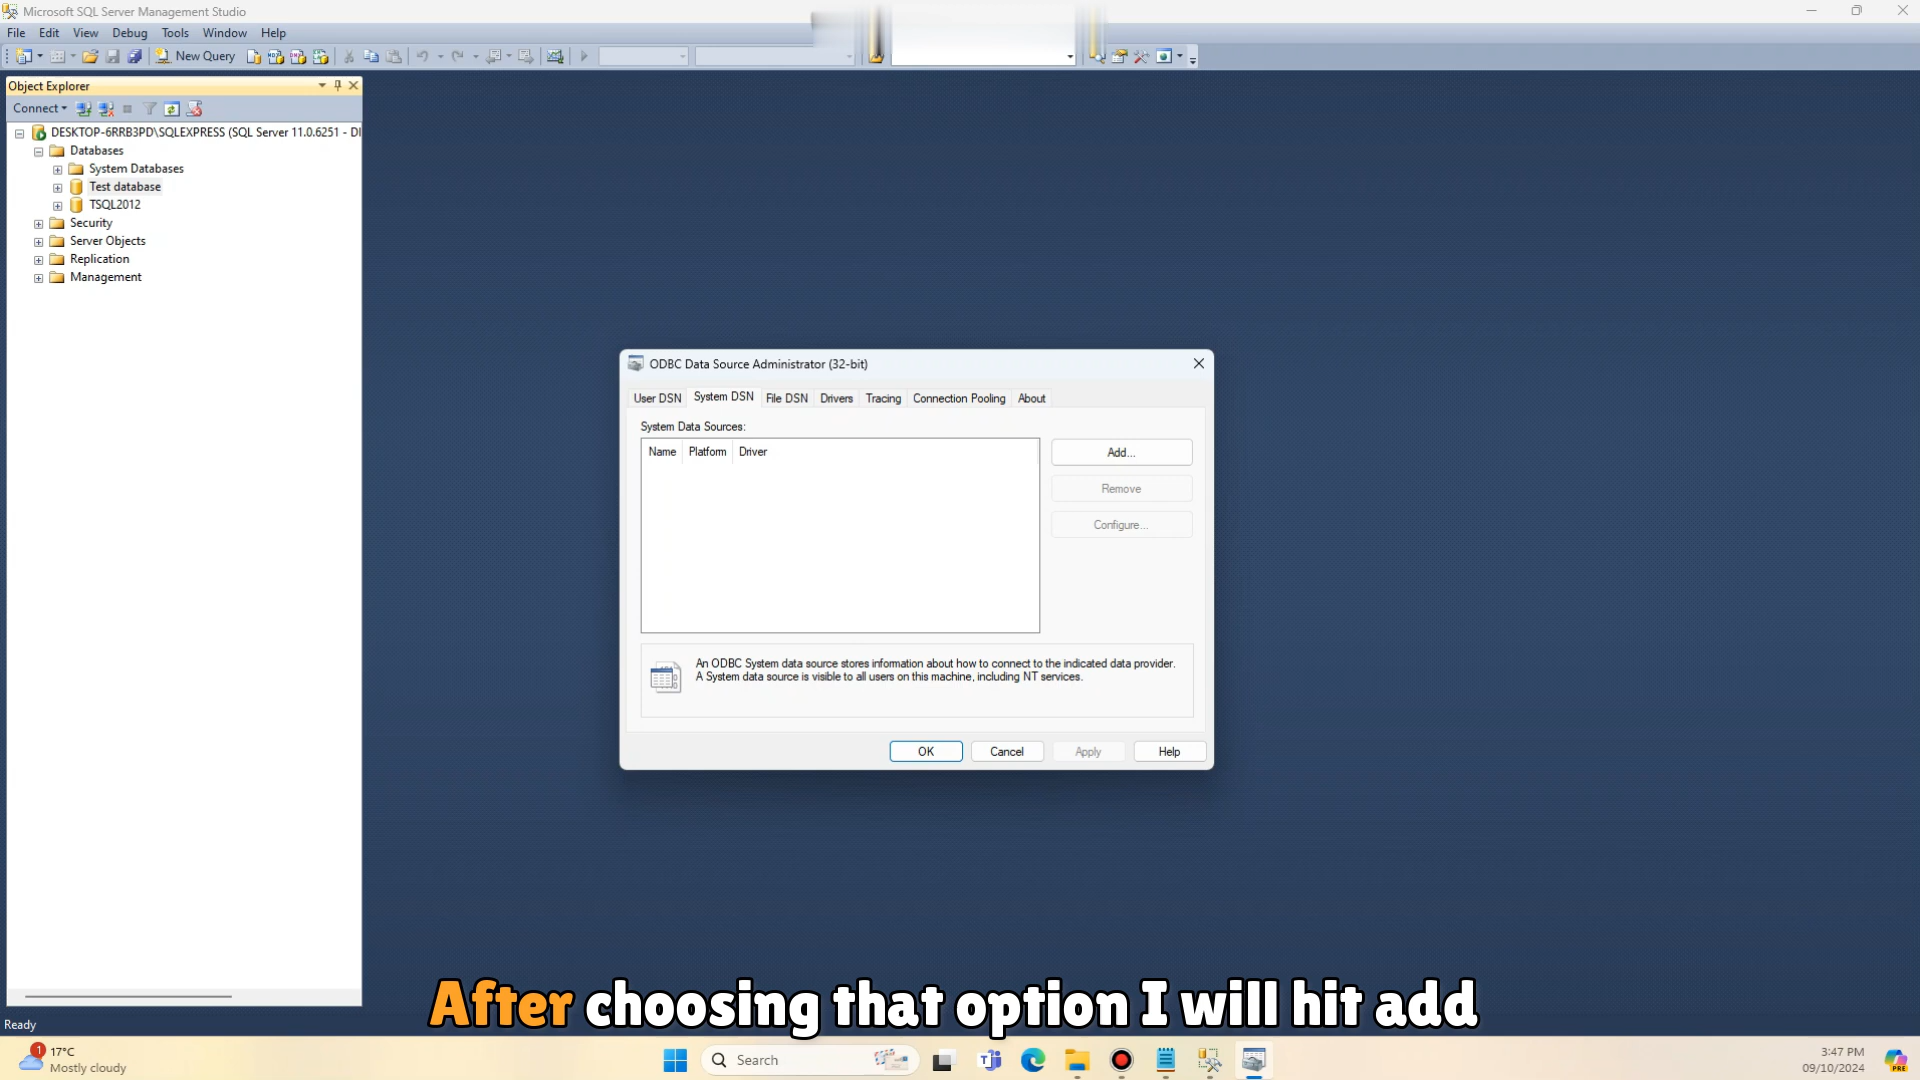 Microsoft SQL Server Management Studio
File Edit View Debug Tools Window Help
New Query
Object Explorer
Connect
DESKTOP-6RRB3PD\SQLEXPRESS (SQL Server 11.0.6251 - DI
Databases
System Databases
Test database
TSQL2012
Security
Server Objects
Replication
Management
ODBC Data Source Administrator (32-bit)
User DSN System DSN File DSN Drivers Tracing Connection Pooling About
System Data Sources:
Name Platform Driver
Add...
Remove
Configure...
An ODBC System data source stores information about how to connect to the indicated data provider.
A System data source is visible to all users on this machine, including NT services.
OK Cancel Apply Help
After choosing that option I will hit add
Ready
1
17°C
Mostly cloudy
Search
3:47 PM
09/10/2024
PRE